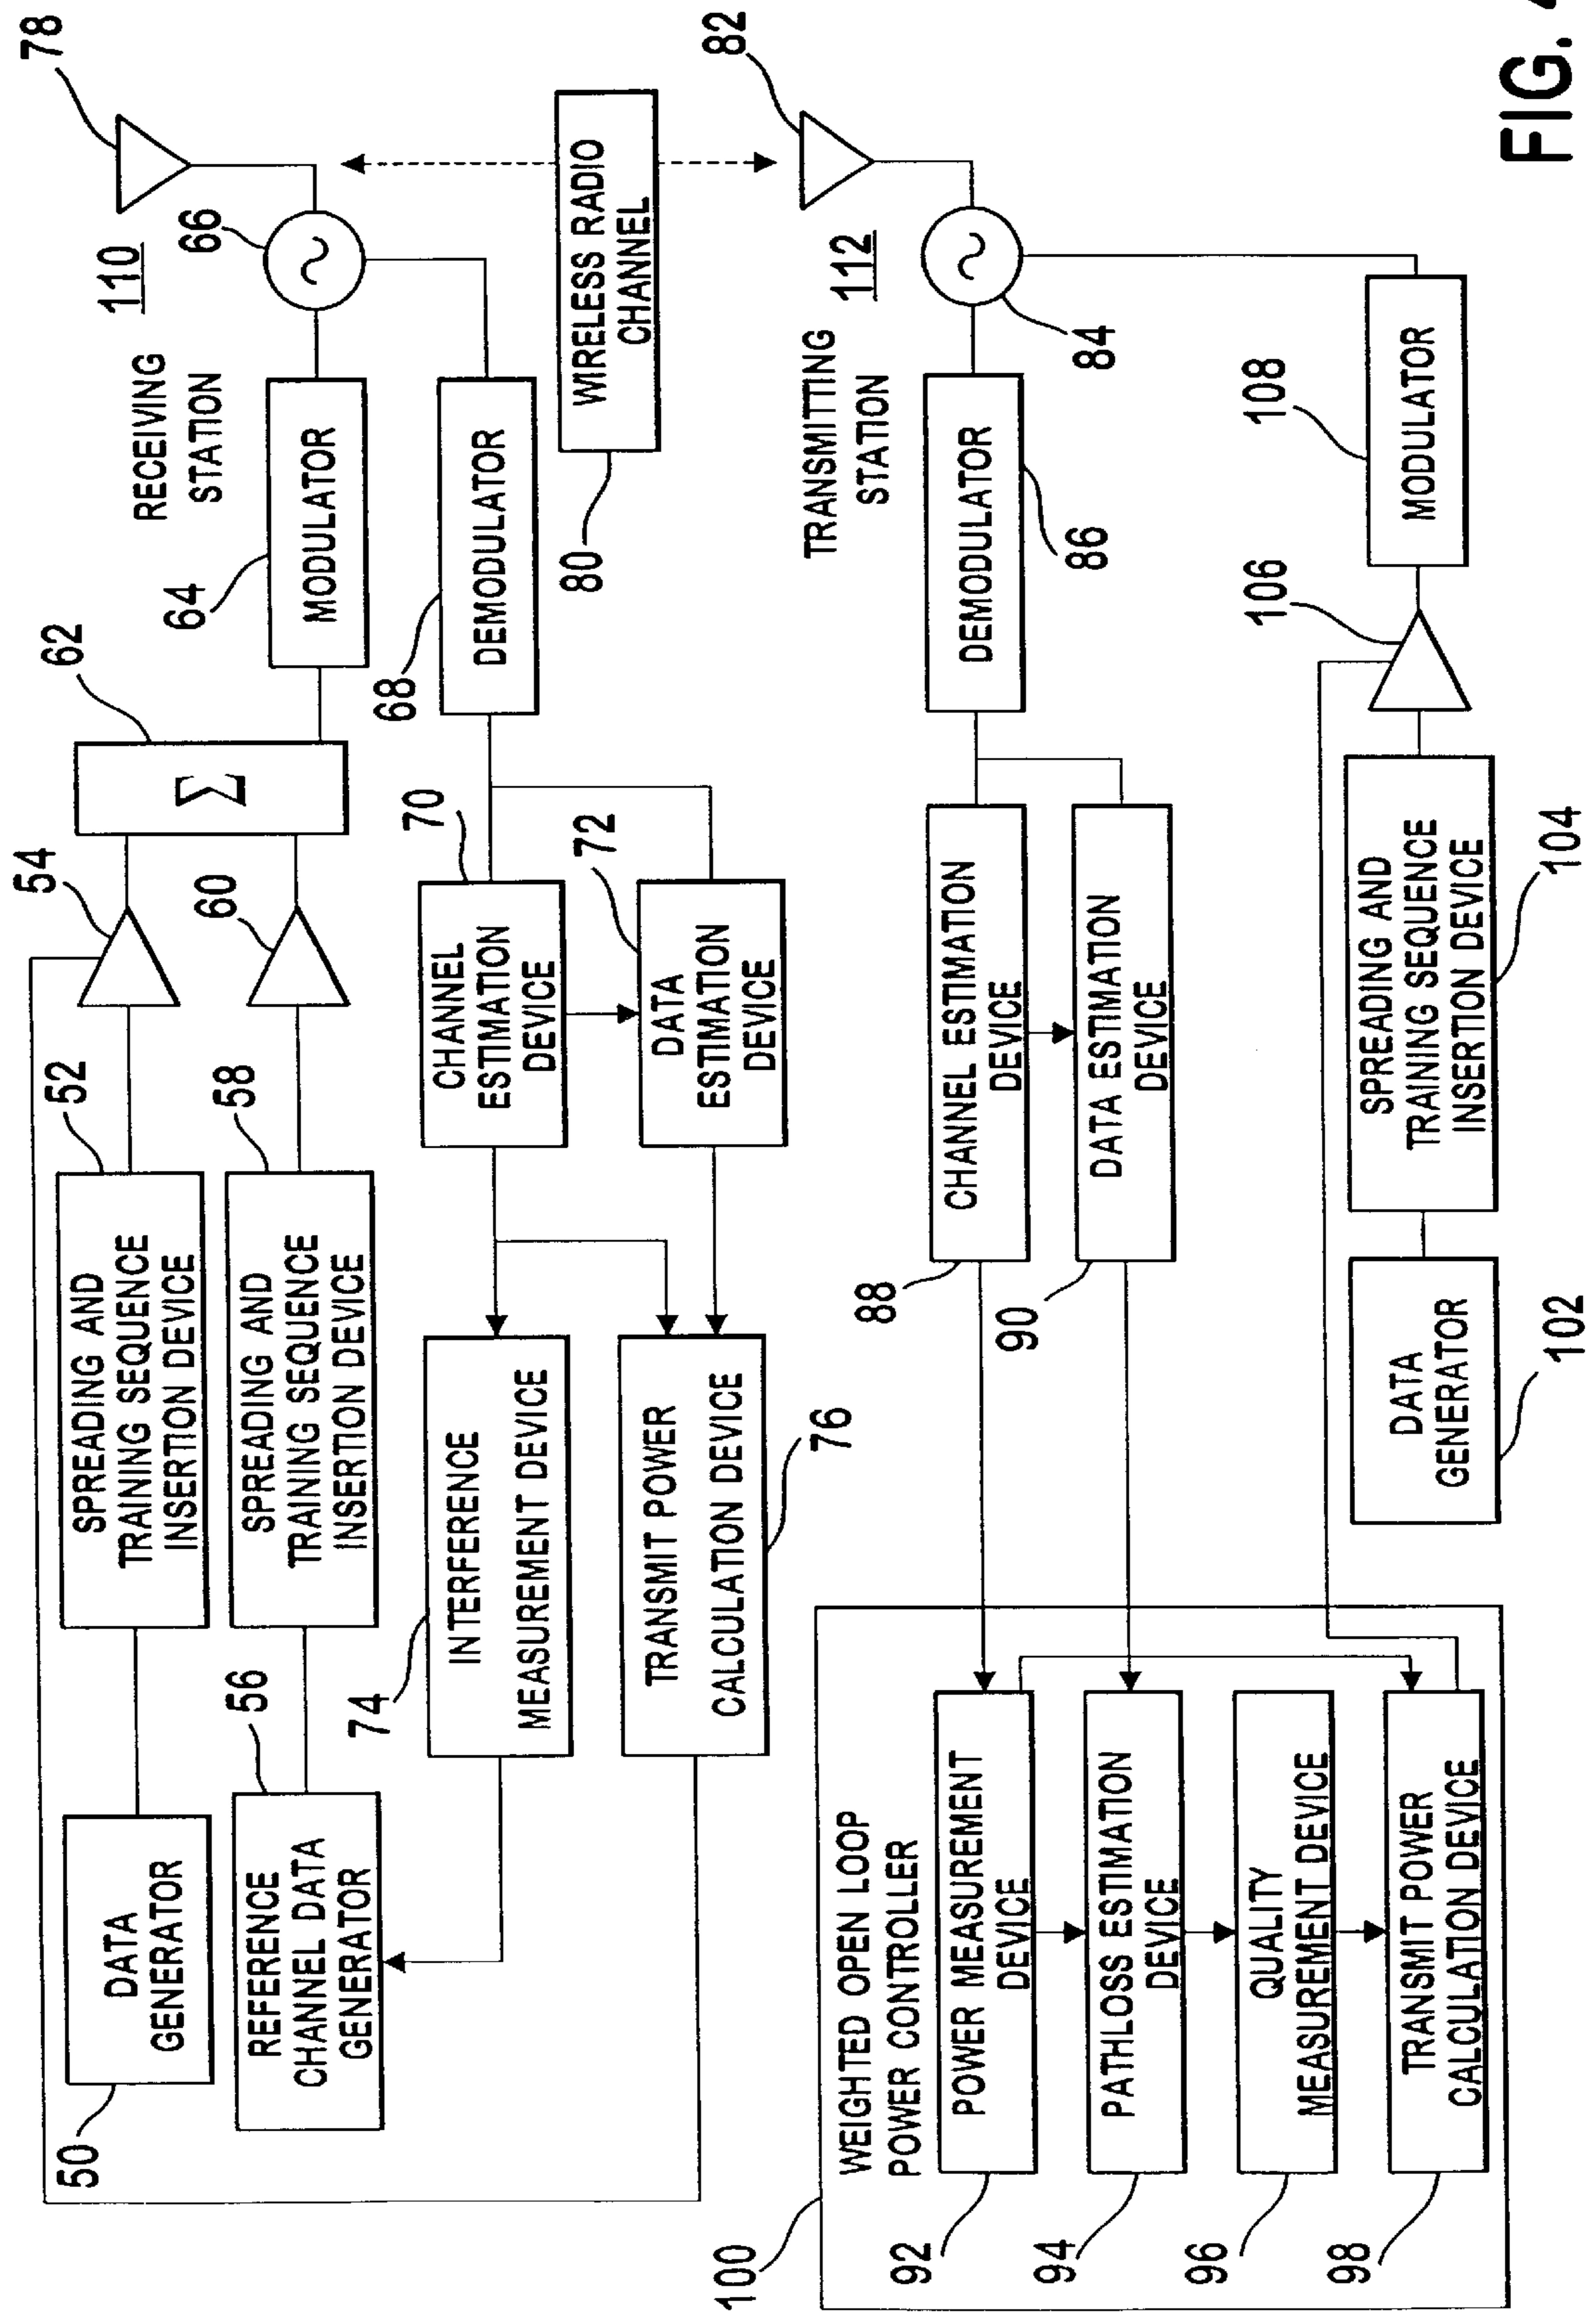 50
DATA
GENERATOR
52
SPREADING AND
TRAINING SEQUENCE
INSERTION DEVICE
54
62
Σ
56
REFERENCE
CHANNEL DATA
GENERATOR
58
SPREADING AND
TRAINING SEQUENCE
INSERTION DEVICE
60
64
MODULATOR
RECEIVING
STATION
110
66
78
74
INTERFERENCE
MEASUREMENT DEVICE
70
CHANNEL
ESTIMATION
DEVICE
68
DEMODULATOR
TRANSMIT POWER
CALCULATION DEVICE
76
72
DATA
ESTIMATION
DEVICE
80
WIRELESS RADIO
CHANNEL
100
WEIGHTED OPEN LOOP
POWER CONTROLLER
92
POWER MEASUREMENT
DEVICE
94
PATHLOSS ESTIMATION
DEVICE
96
QUALITY
MEASUREMENT DEVICE
98
TRANSMIT POWER
CALCULATION DEVICE
88
CHANNEL ESTIMATION
DEVICE
90
DATA ESTIMATION
DEVICE
DEMODULATOR
86
TRANSMITTING
STATION
112
84
82
DATA
GENERATOR
102
SPREADING AND
TRAINING SEQUENCE
INSERTION DEVICE
104
106
108
MODULATOR
FIG.